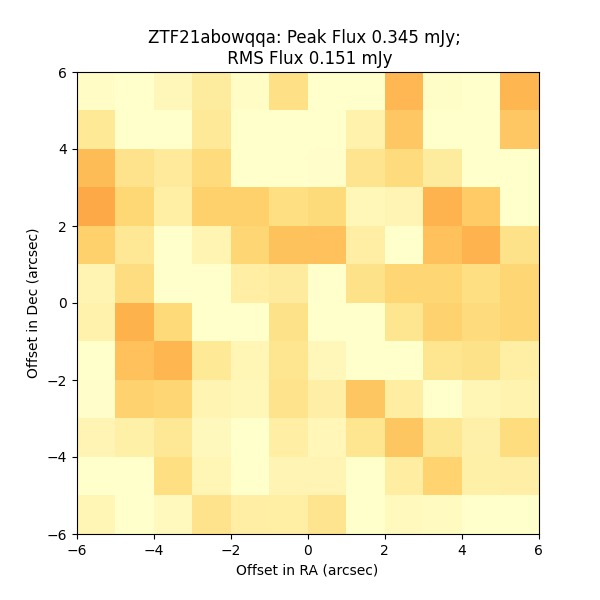 ZTF21abowqqa: Peak Flux 0.345 mJy;
RMS Flux 0.151 mJy
6
4
2
0
−2
−4
−6
Offset in Dec (arcsec)
−6 −4 −2 0 2 4 6
Offset in RA (arcsec)